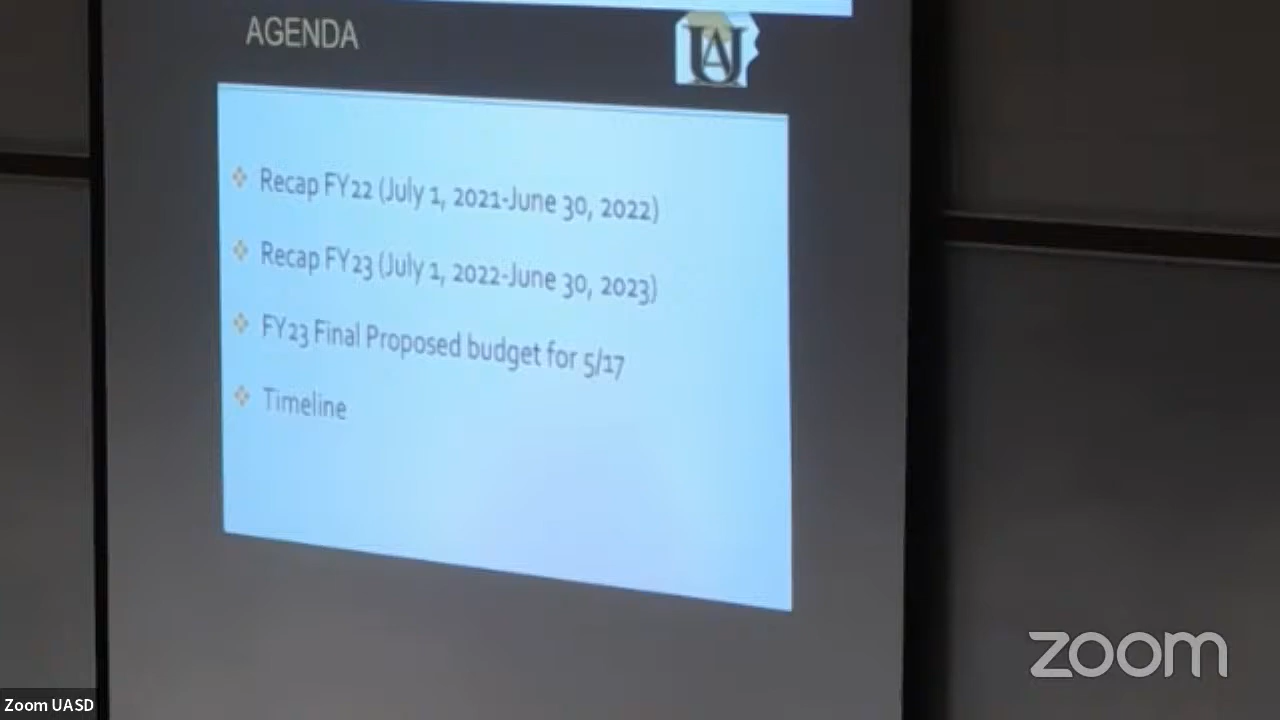 AGENDA
UA
Recap FY22 (July 1, 2021-June 30, 2022)
Recap FY23 (July 1, 2022-June 30, 2023)
FY23 Final Proposed budget for 5/17
Timeline
zoom
Zoom UASD